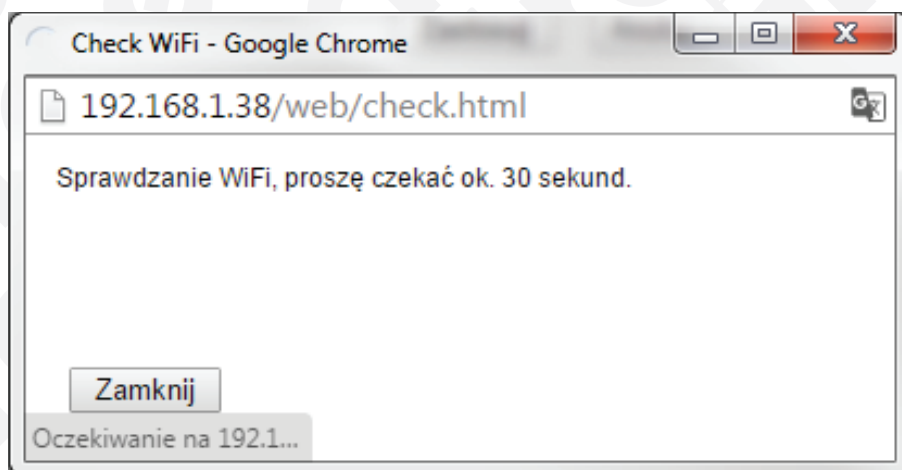 Check WiFi - Google Chrome
192.168.1.38/web/check.html
Sprawdzanie WiFi, proszę czekać ok. 30 sekund.
Zamknij
Oczekiwanie na 192.1...